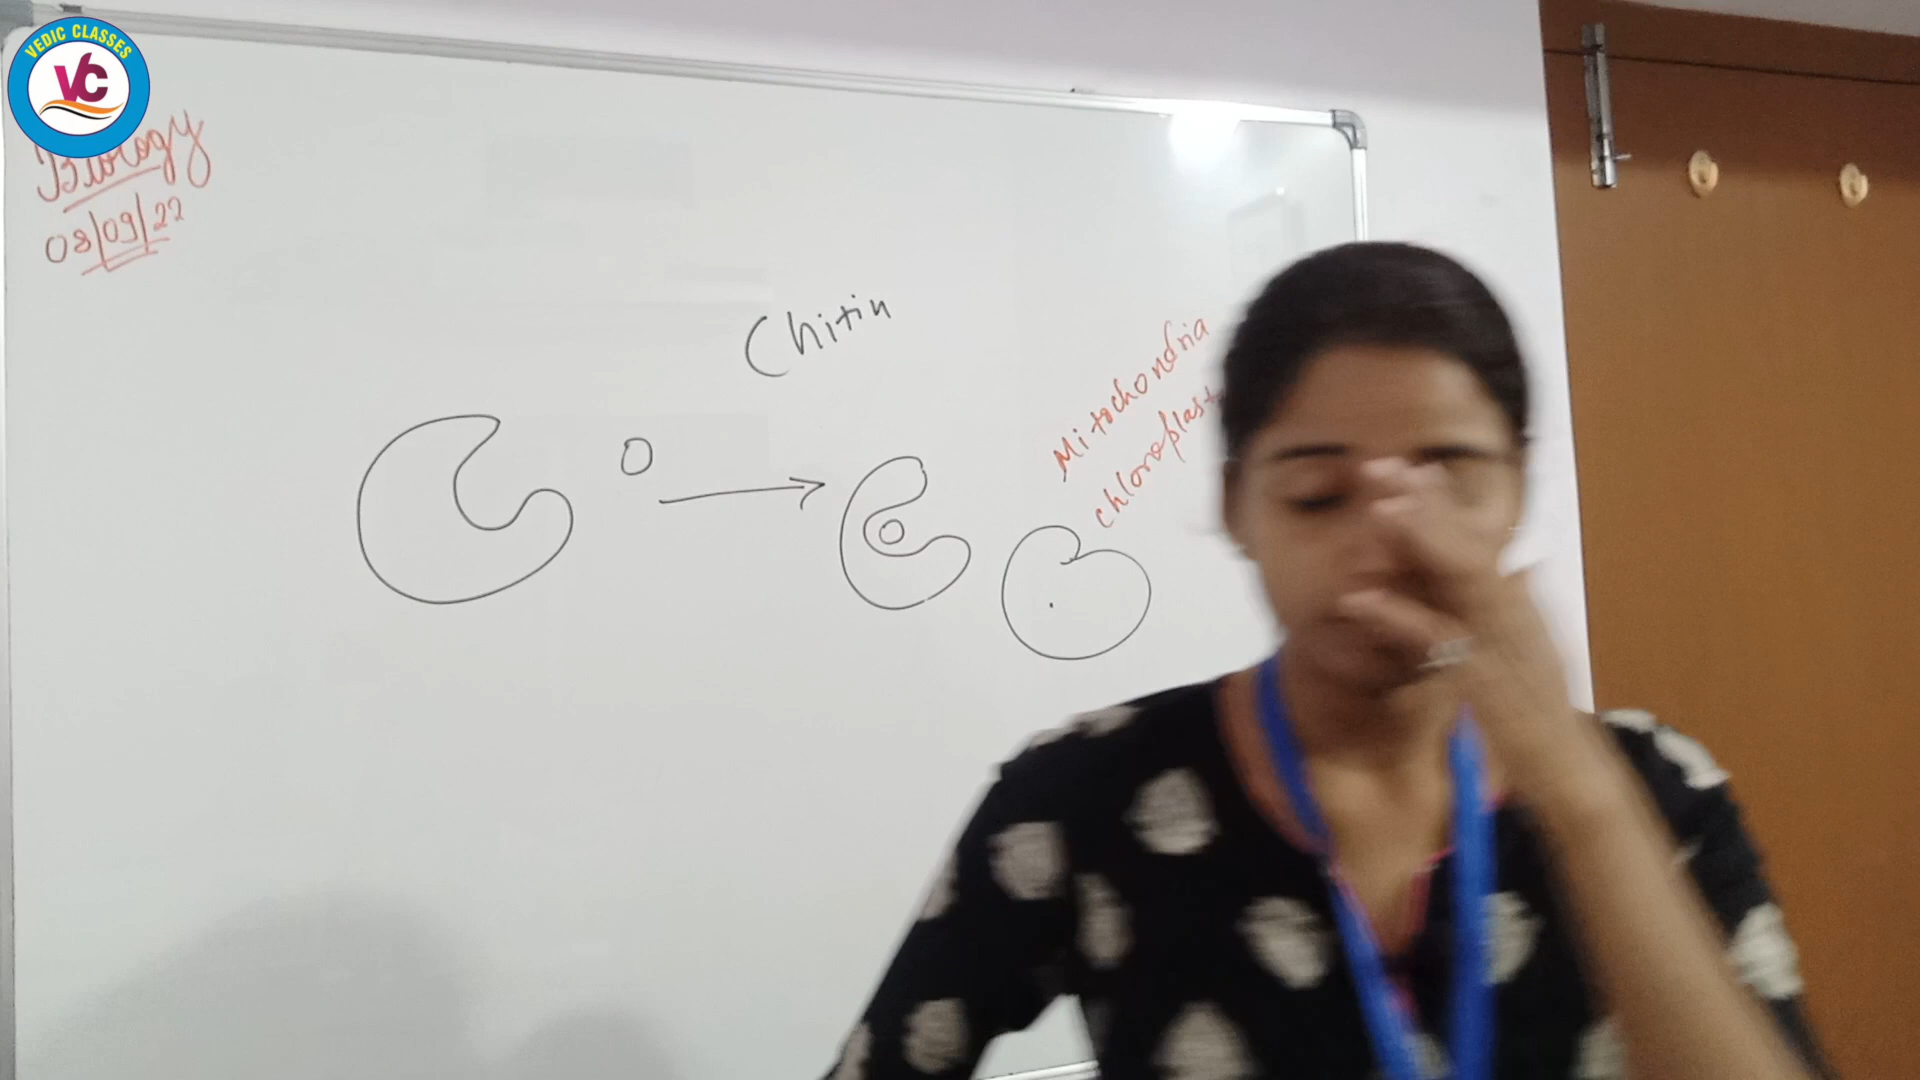 VEDIC CLASSES
VC
Biology
08/09/22
Chitin
Mitochondria
chloroplast